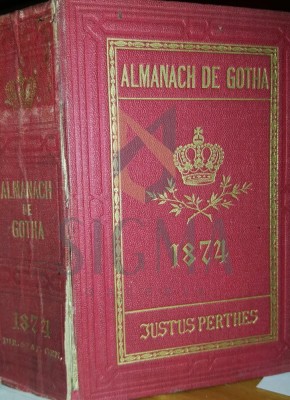 ALMANACH DE GOTHA
1874
JUSTUS PERTHES
ALMANACH
DE
GOTHA
1874
SIGMA